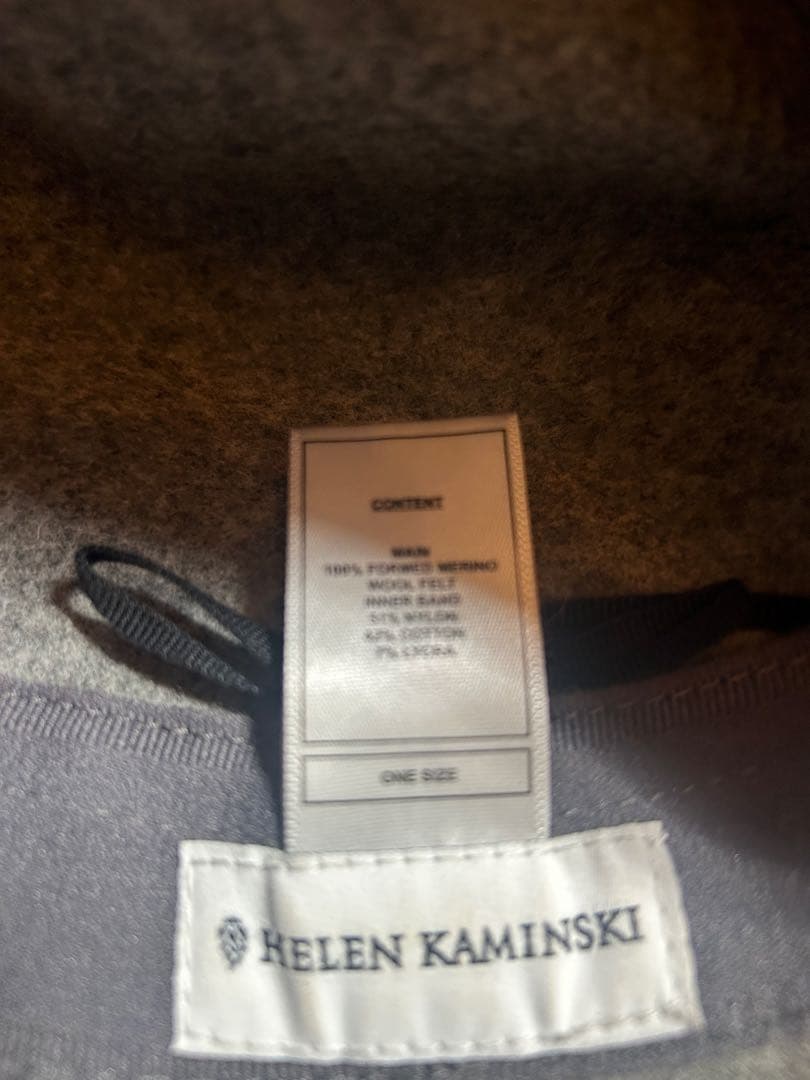 CONTENT
MAIN
100% FORMED MERINO
WOOL FELT
INNER BAND
51% NYLON
42% COTTON
7% LYCRA
ONE SIZE
HELEN KAMINSKI